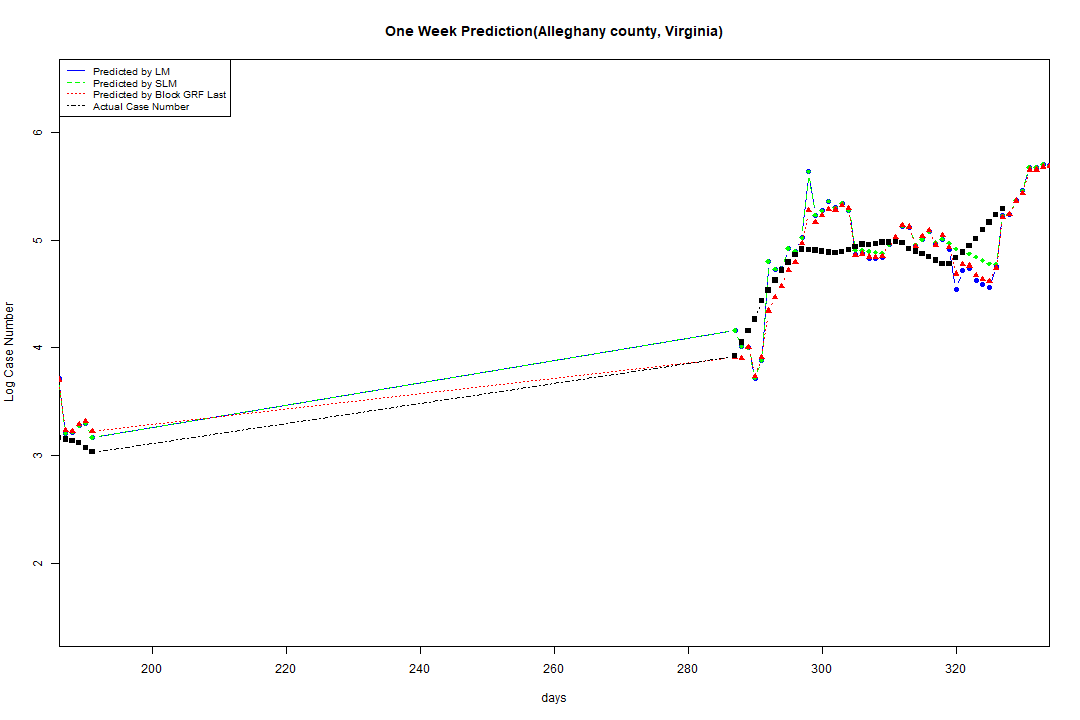 One Week Prediction(Alleghany county, Virginia)
Predicted by LM
Predicted by SLM
Predicted by Block GRF Last
Actual Case Number
6
5
4
3
2
Log Case Number
200 220 240 260 280 300 320
days